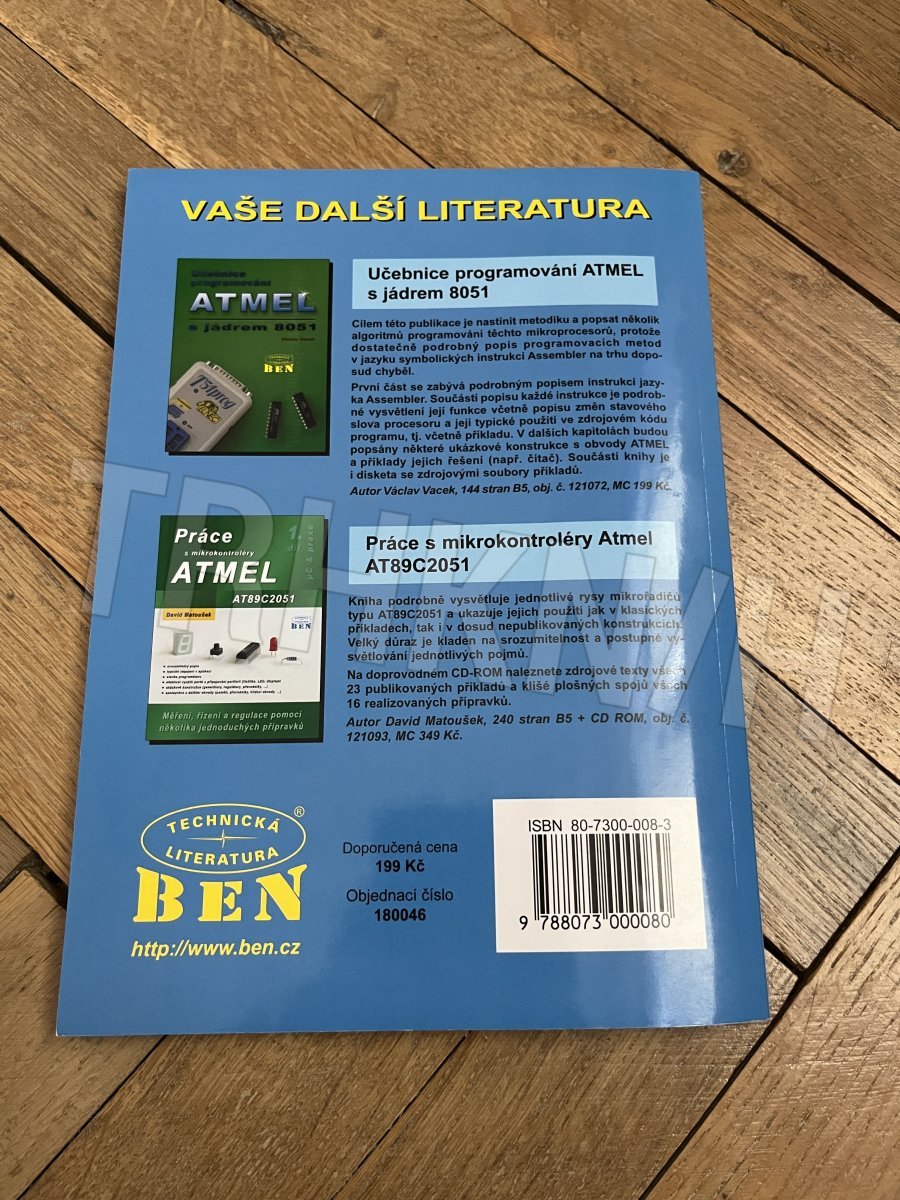 VAŠE DALŠÍ LITERATURA
Učebnice
programování
ATMEL
s jádrem 8051
TECHNICKÁ
LITERATURA
BEN
T51prog
Učebnice programování ATMEL
s jádrem 8051
Cílem této publikace je nastínit metodiku a popsat několik
algoritmů programování těchto mikroprocesorů, protože
dostatečně podrobný popis programovacích metod
v jazyku symbolických instrukcí Assembler na trhu dopo-
sud chyběl.
První část se zabývá podrobným popisem instrukcí jazy-
ka Assembler. Součástí popisu každé instrukce je podrob-
né vysvětlení její funkce včetně popisu změn stavového
slova procesoru a její typické použití ve zdrojovém kódu
programu, tj. včetně příkladu. V dalších kapitolách budou
popsány některé ukázkové konstrukce s obvody ATMEL
a příklady jejich řešení (např. čítač). Součástí knihy je
i disketa se zdrojovými soubory příkladů.
Autor Václav Vacek, 144 stran B5, obj. č. 121072, MC 199 Kč.
Práce
s mikrokontroléry
ATMEL
AT89C2051
1. díl
µC & praxe
David Matoušek
BEN
Měření, řízení a regulace pomocí
několika jednoduchých přípravků
Práce s mikrokontroléry Atmel
AT89C2051
Kniha podrobně vysvětluje jednotlivé rysy mikrořadičů
typu AT89C2051 a ukazuje jejich použití jak v klasických
příkladech, tak i v dosud nepublikovaných konstrukcích.
Velký důraz je kladen na srozumitelnost a postupné vy-
světlování jednotlivých pojmů.
Na doprovodném CD-ROM naleznete zdrojové texty všech
23 publikovaných příkladů a klišé plošných spojů všech
16 realizovaných přípravků.
Autor David Matoušek, 240 stran B5 + CD ROM, obj. č.
121093, MC 349 Kč.
TRHKNIH
TECHNICKÁ ®
LITERATURA
BEN
http://www.ben.cz
Doporučená cena
199 Kč
Objednací číslo
180046
ISBN 80-7300-008-3
9 788073 000080